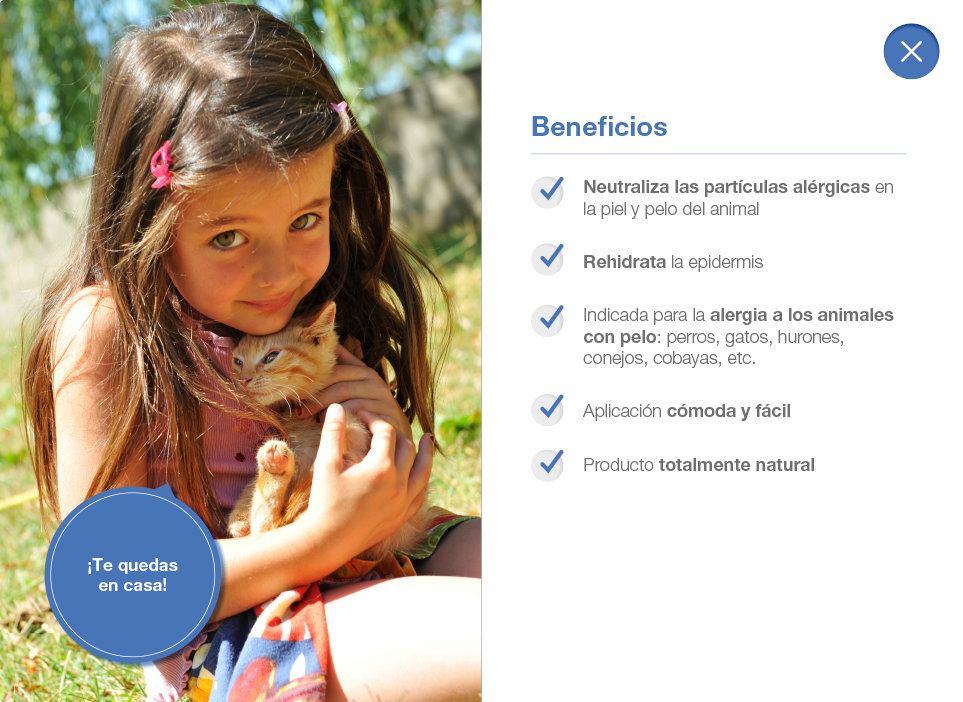 Beneficios
Neutraliza las partículas alérgicas en
la piel y pelo del animal
Rehidrata la epidermis
Indicada para la alergia a los animales
con pelo: perros, gatos, hurones,
conejos, cobayas, etc.
Aplicación cómoda y fácil
Producto totalmente natural
¡Te quedas
en casa!